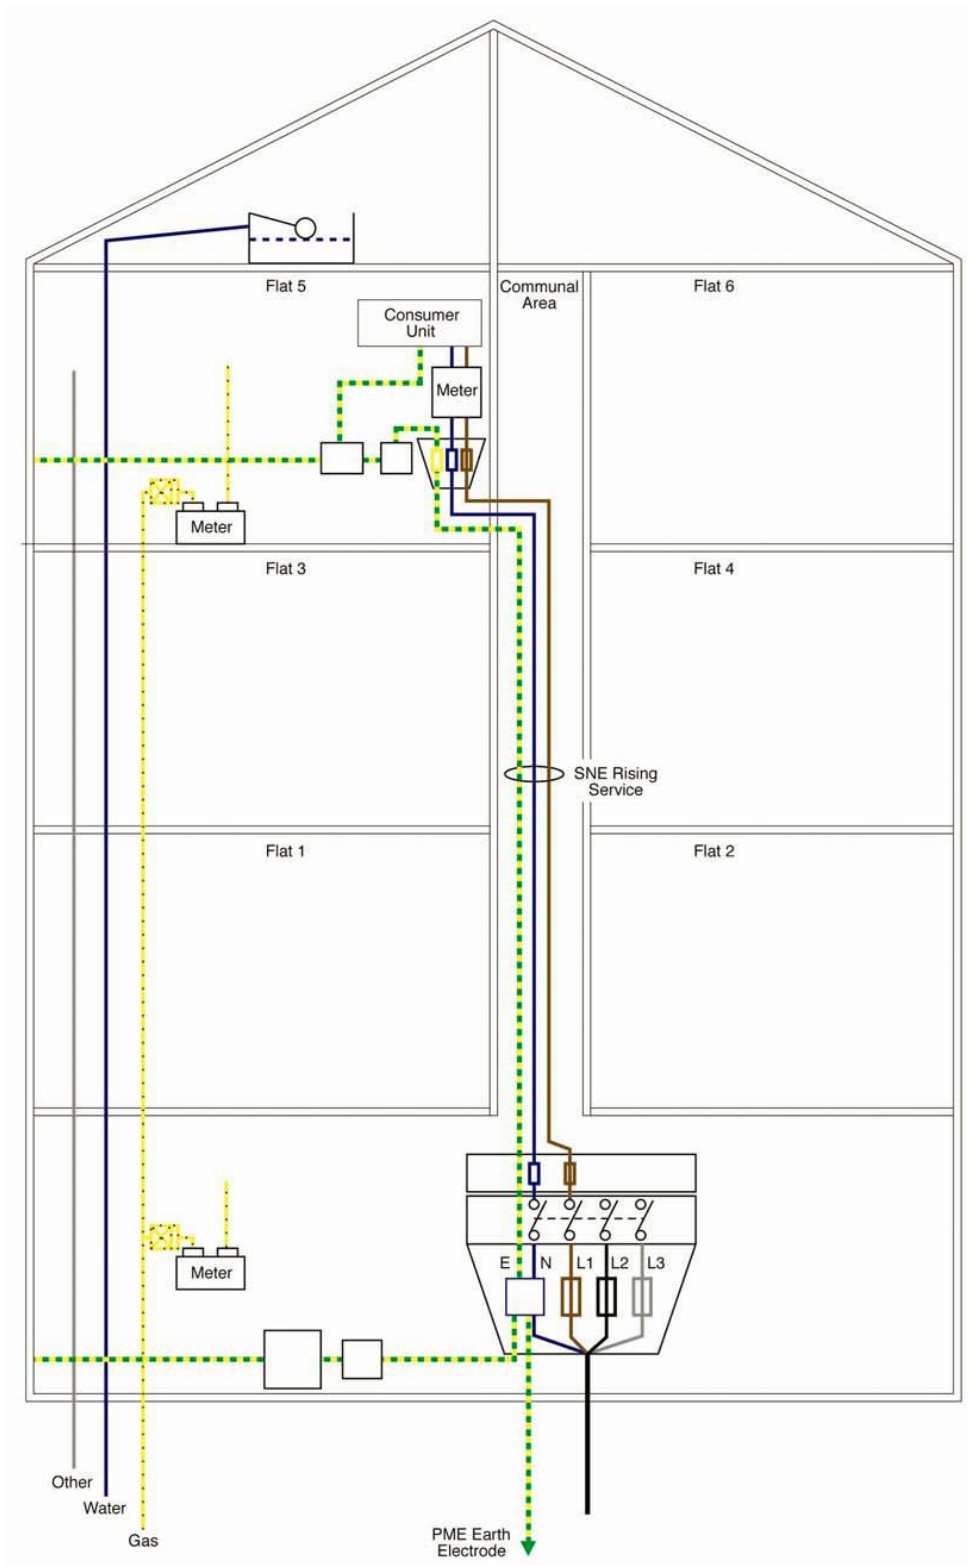 Flat 5
Communal
Area
Flat 6
Consumer
Unit
Meter
Meter
Flat 3
Flat 4
SNE Rising
Service
Flat 1
Flat 2
E
N
L1
L2
L3
Meter
Other
Water
Gas
PME Earth
Electrode